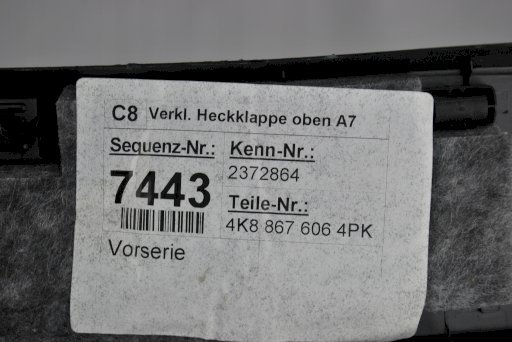 C8 Verkl. Heckklappe oben A7
Sequenz-Nr.: Kenn-Nr.:
7443 2372864
Teile-Nr.:
4K8 867 606 4PK
Vorserie